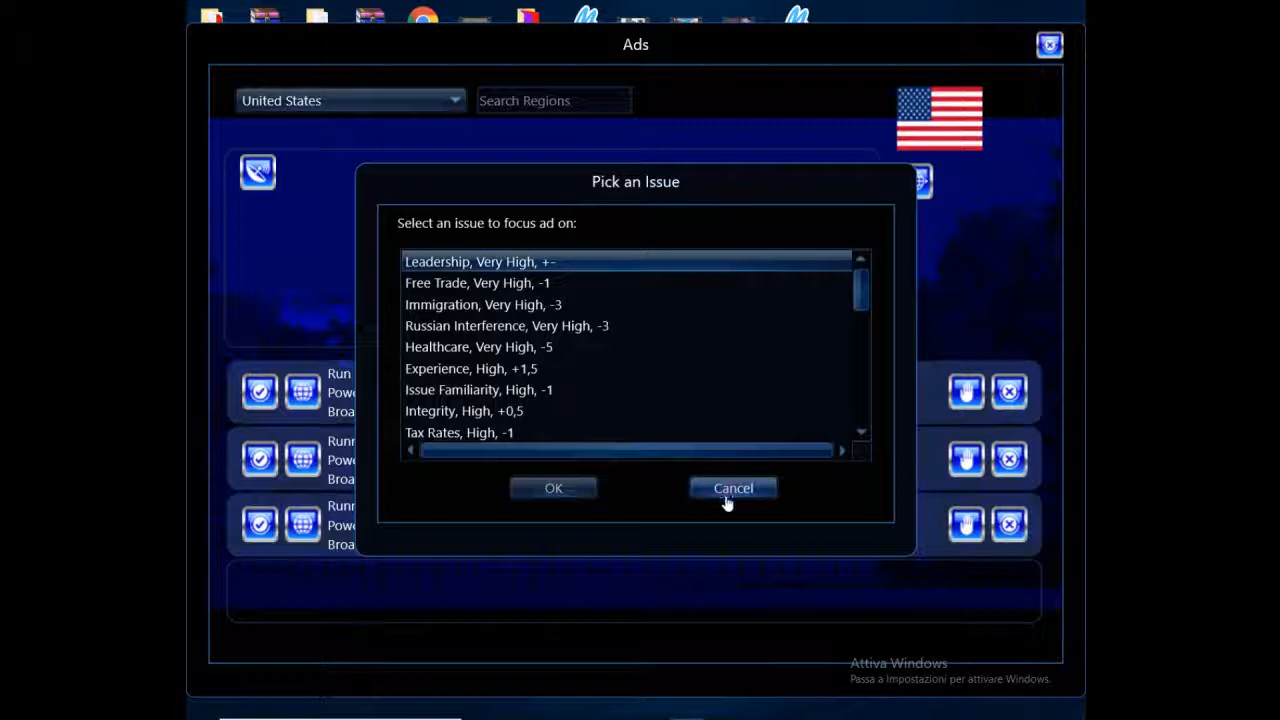 Ads
United States
Search Regions
Pick an Issue
Select an issue to focus ad on:
Leadership, Very High, +-
Free Trade, Very High, -1
Immigration, Very High, -3
Russian Interference, Very High, -3
Healthcare, Very High, -5
Experience, High, +1,5
Issue Familiarity, High, -1
Integrity, High, +0,5
Tax Rates, High, -1
OK
Cancel
Run
Powe
Broa
Runn
Powe
Broa
Runn
Powe
Broa
Attiva Windows
Passa a Impostazioni per attivare Windows.